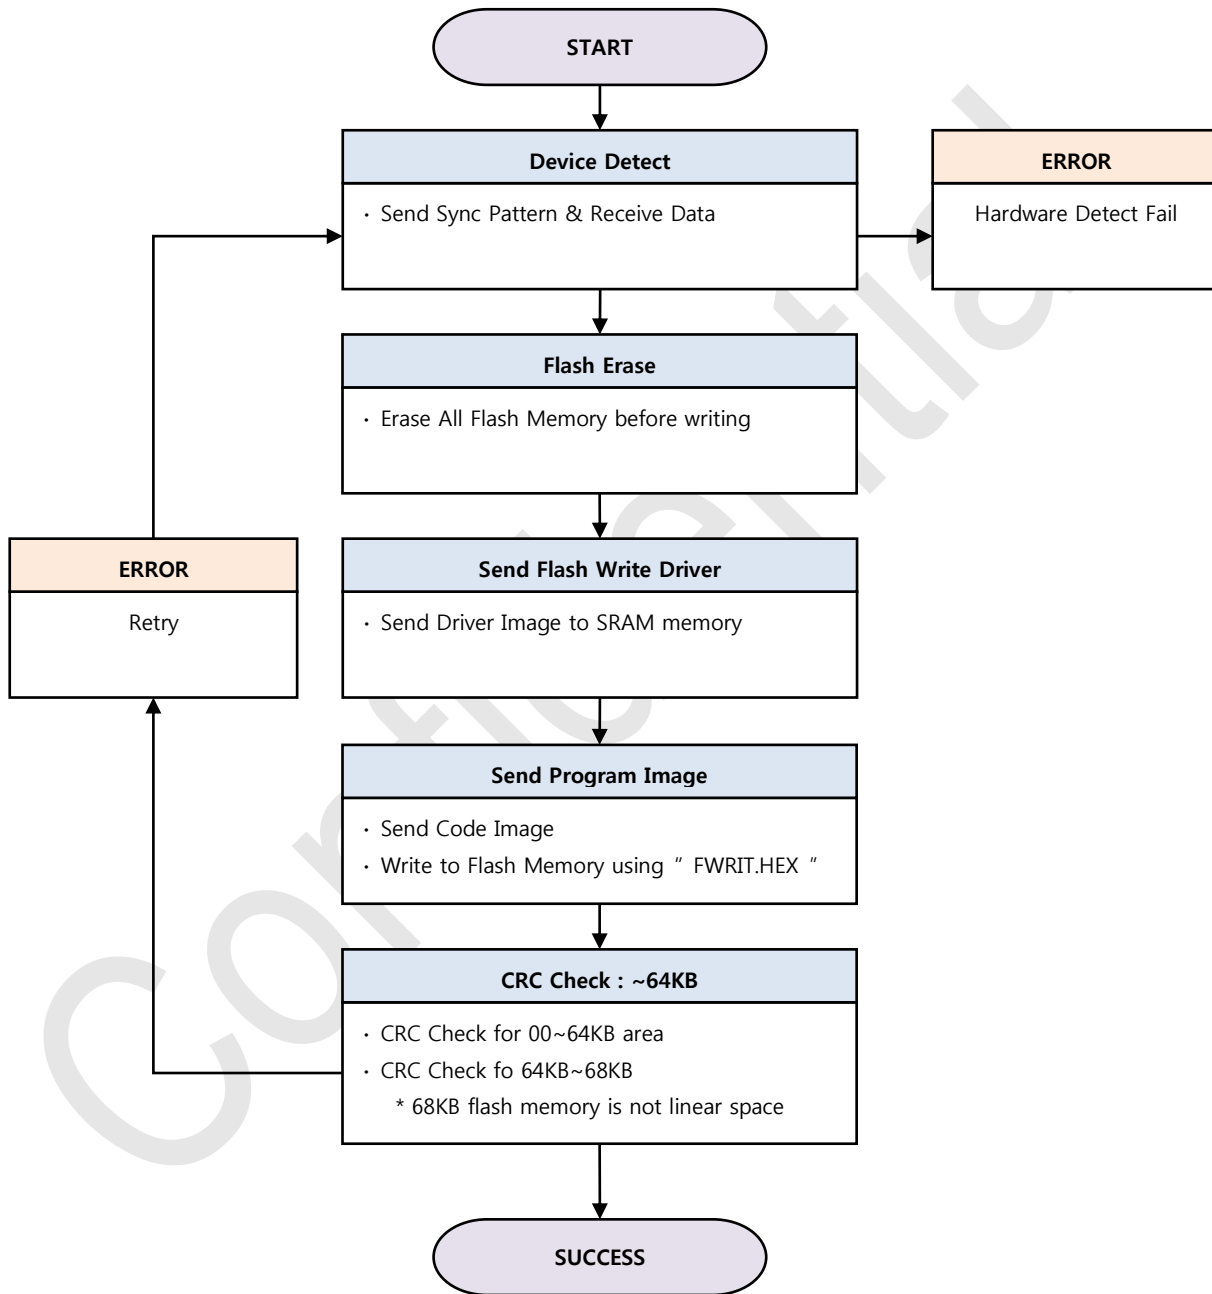 START
Device Detect
· Send Sync Pattern & Receive Data
ERROR
Hardware Detect Fail
Flash Erase
· Erase All Flash Memory before writing
ERROR
Retry
Send Flash Write Driver
· Send Driver Image to SRAM memory
Send Program Image
· Send Code Image
· Write to Flash Memory using “ FWRIT.HEX “
CRC Check : ~64KB
· CRC Check for 00~64KB area
· CRC Check fo 64KB~68KB
* 68KB flash memory is not linear space
SUCCESS
Confidential